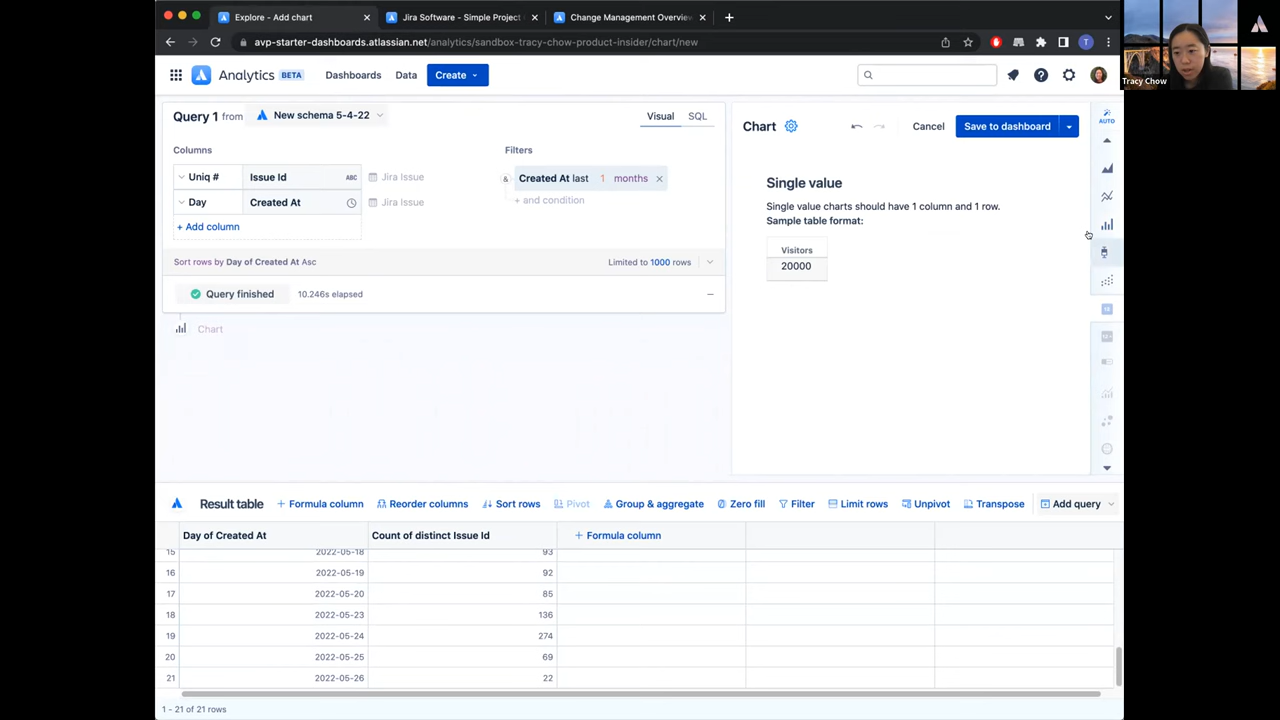 Explore - Add chart
Jira Software - Simple Project
Change Management Overview
avp-starter-dashboards.atlassian.net/analytics/sandbox-tracy-chow-product-insider/chart/new
T
Tracy Chow
Analytics BETA Dashboards Data Create
Query 1 from New schema 5-4-22
Visual SQL
Columns
Uniq # Issue Id ABC Jira Issue
Day Created At Jira Issue
+ Add column
Filters
& Created At last 1 months
+ and condition
Sort rows by Day of Created At Asc
Limited to 1000 rows
Query finished 10.246s elapsed
Chart
Chart
Cancel Save to dashboard
AUTO
Single value
Single value charts should have 1 column and 1 row.
Sample table format:
Visitors
20000
Result table + Formula column Reorder columns Sort rows Pivot Group & aggregate Zero fill Filter Limit rows Unpivot Transpose Add query
Day of Created At Count of distinct Issue Id + Formula column
15 2022-05-18 93
16 2022-05-19 92
17 2022-05-20 85
18 2022-05-23 136
19 2022-05-24 274
20 2022-05-25 69
21 2022-05-26 22
1 - 21 of 21 rows